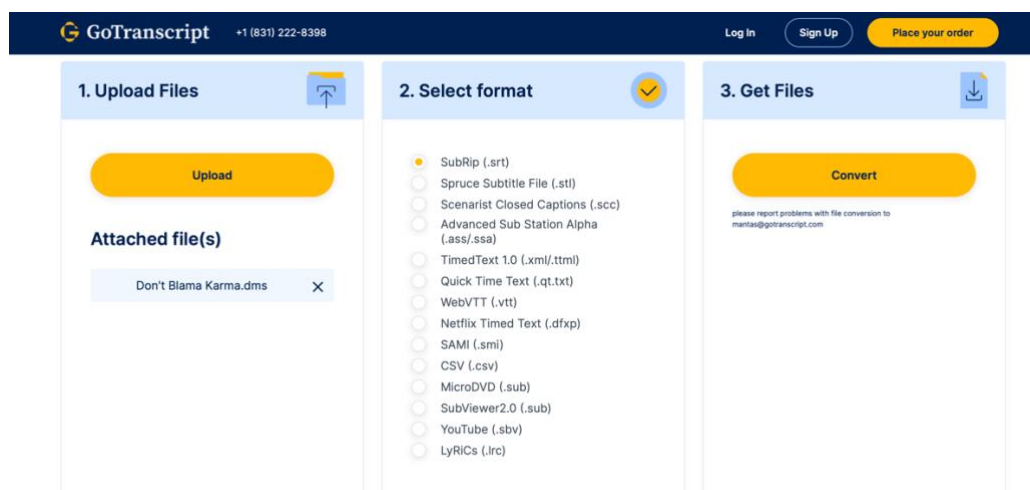 GoTranscript +1 (831) 222-8398 Log In Sign Up Place your order
1. Upload Files
Upload
Attached file(s)
Don't Blama Karma.dms
2. Select format
SubRip (.srt)
Spruce Subtitle File (.stl)
Scenarist Closed Captions (.scc)
Advanced Sub Station Alpha
(.ass/.ssa)
TimedText 1.0 (.xml/.ttml)
Quick Time Text (.qt.txt)
WebVTT (.vtt)
Netflix Timed Text (.dfxp)
SAMI (.smi)
CSV (.csv)
MicroDVD (.sub)
SubViewer2.0 (.sub)
YouTube (.sbv)
LyRiCs (.lrc)
3. Get Files
Convert
please report problems with file conversion to
mantas@gotranscript.com